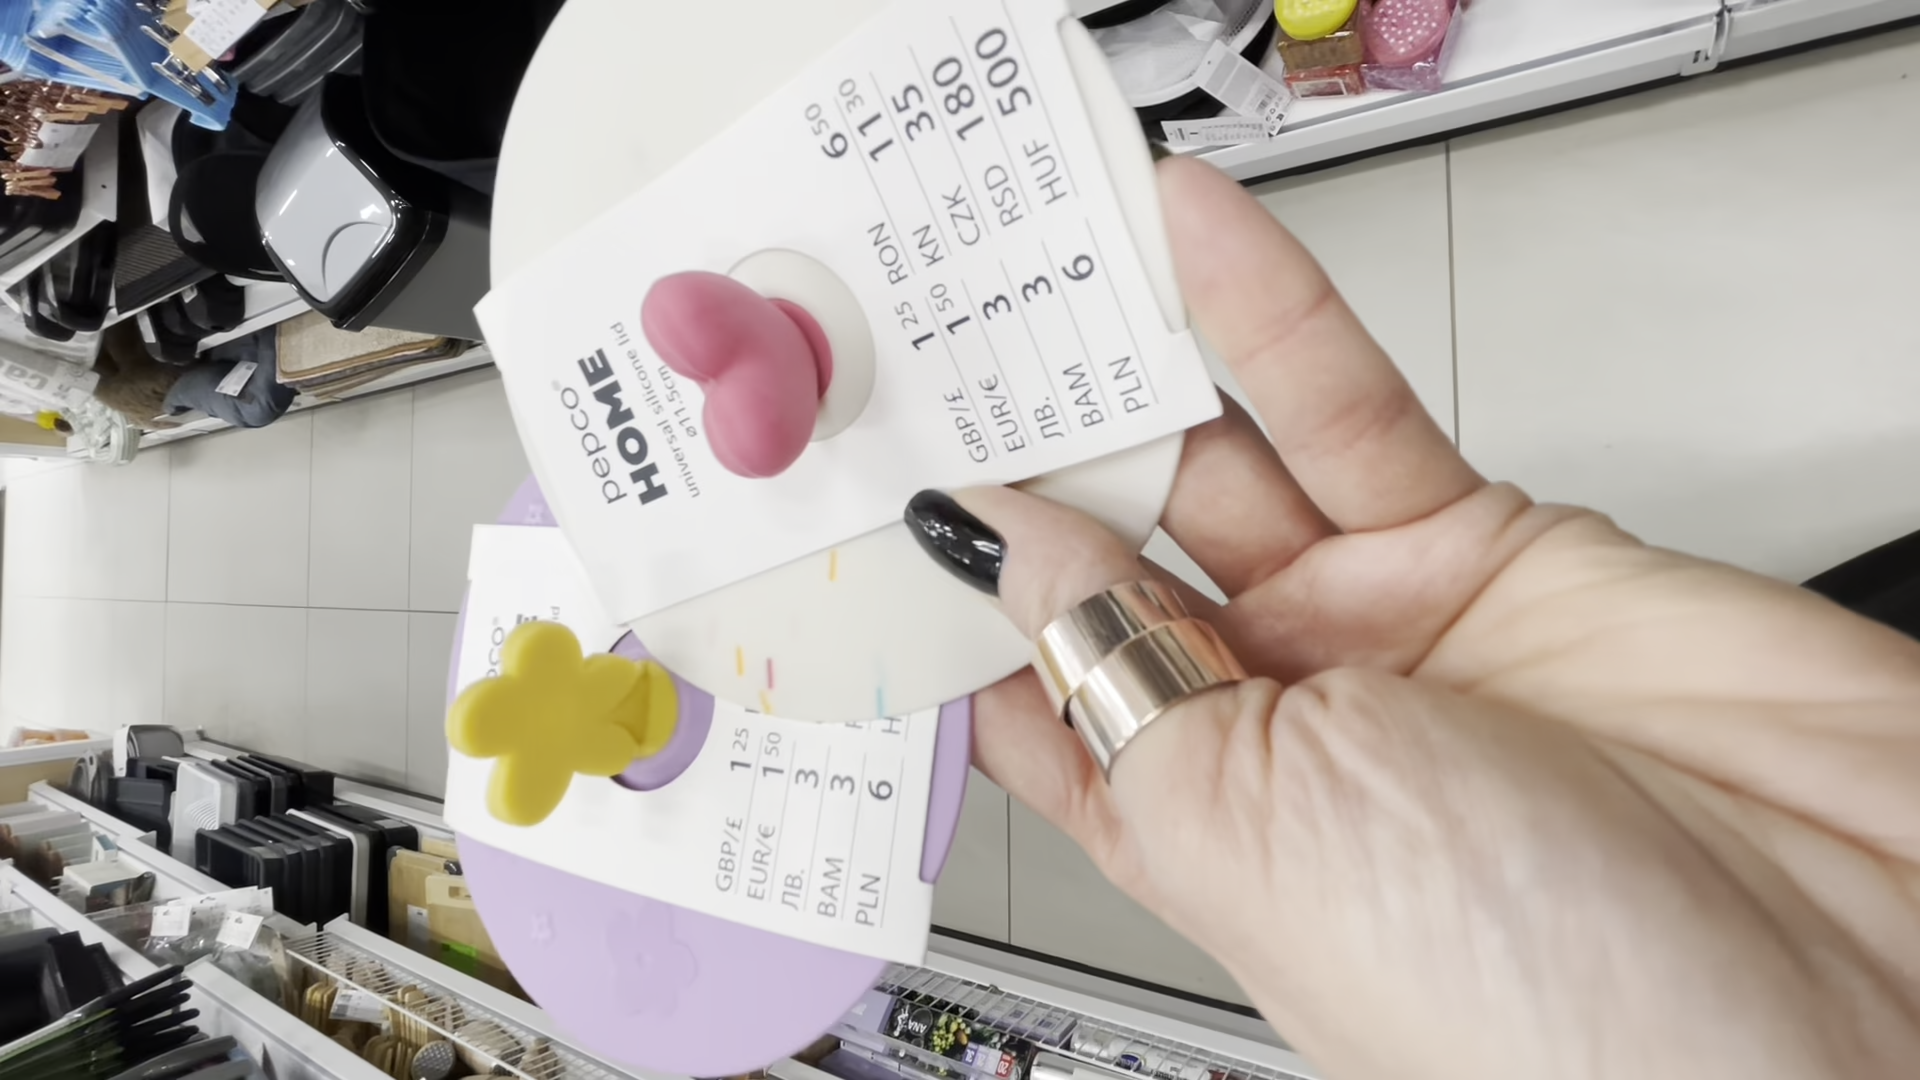 pepco®
HOME
universal silicone lid
⌀11.5cm
GBP/£ 1 25 RON 6 50
EUR/€ 1 50 KN 11 30
ЛВ. 3 CZK 35
BAM 3 RSD 180
PLN 6 HUF 500
GBP/£ 1 25
EUR/€ 1 50
ЛВ. 3
BAM 3
PLN 6
ANA